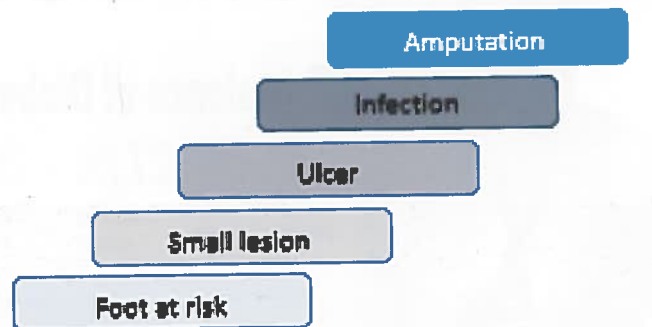 Amputation
Infection
Ulcer
Small lesion
Foot at risk